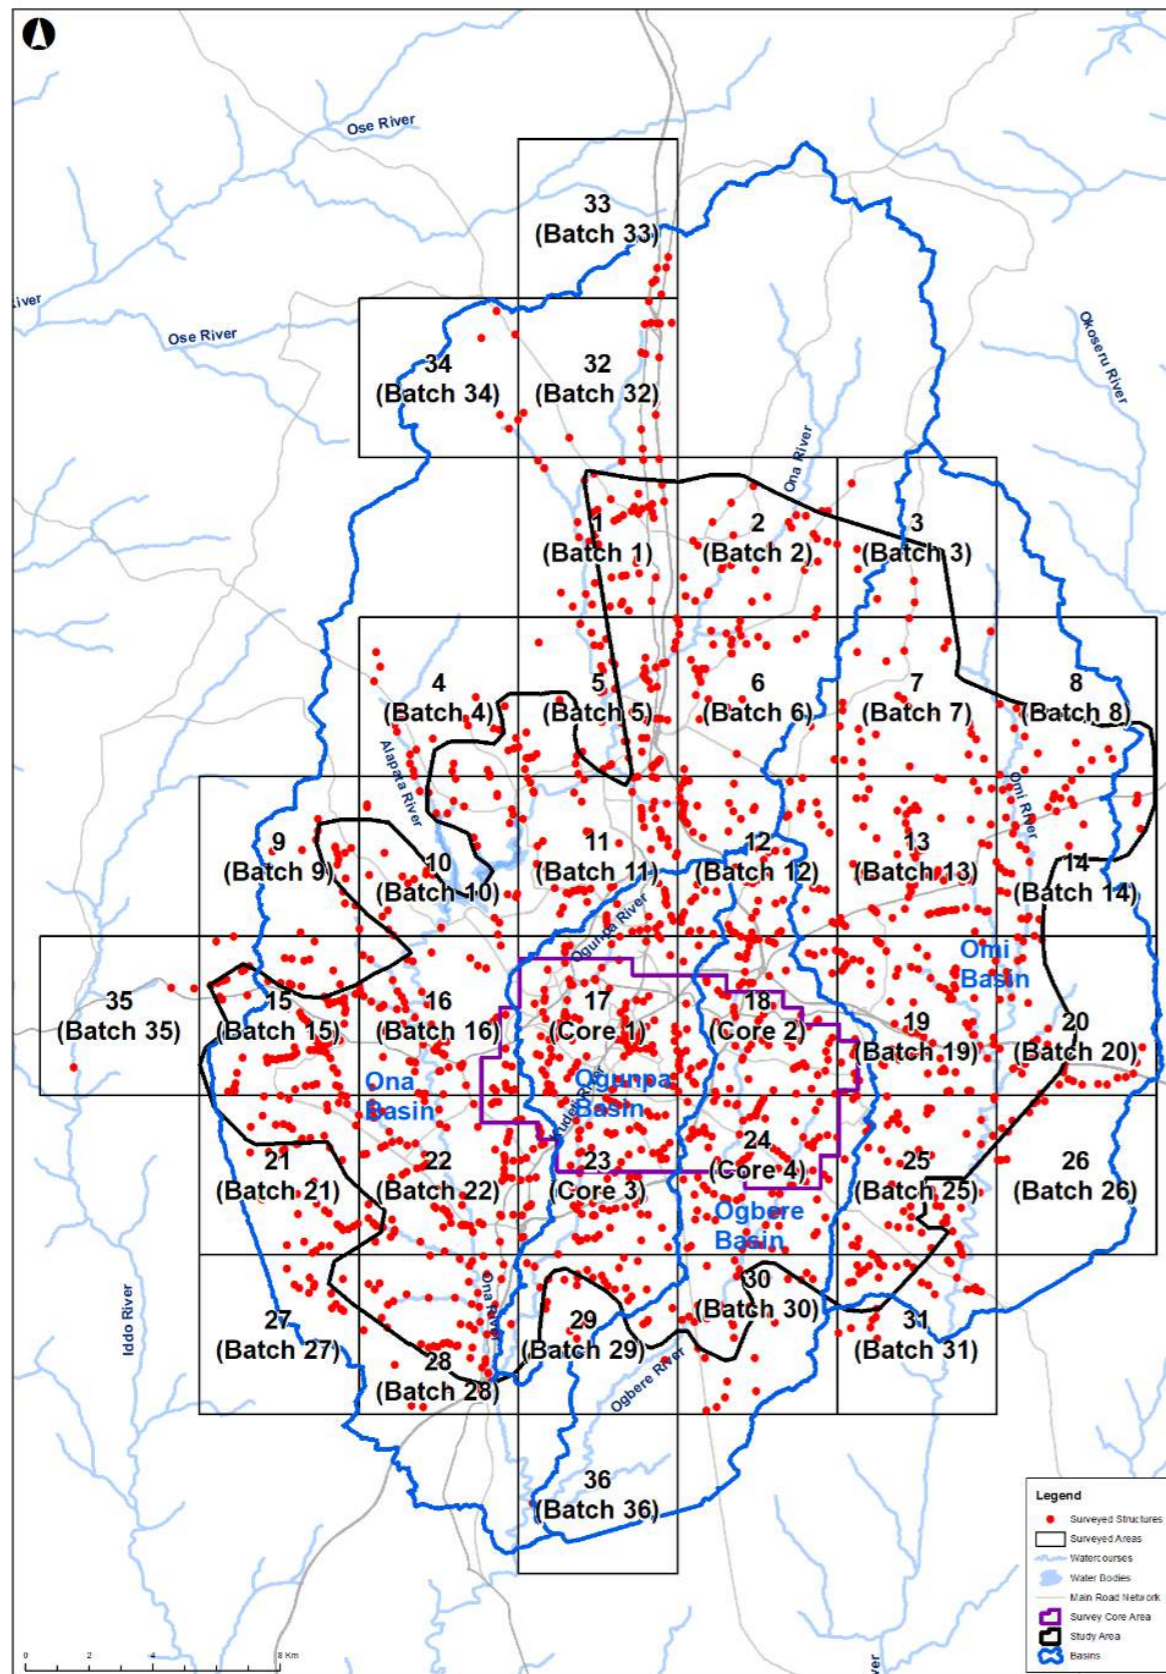 Ose River
33
(Batch 33)
River
Ose River
34
(Batch 34)
32
(Batch 32)
Okoseru River
Ona River
1
(Batch 1)
2
(Batch 2)
3
(Batch 3)
4
(Batch 4)
5
(Batch 5)
6
(Batch 6)
7
(Batch 7)
8
(Batch 8)
Alapata River
Omi River
9
(Batch 9)
10
(Batch 10)
11
(Batch 11)
12
(Batch 12)
13
(Batch 13)
14
(Batch 14)
Ogunpa River
Omi
Basin
35
(Batch 35)
15
(Batch 15)
16
(Batch 16)
17
(Core 1)
18
(Core 2)
19
(Batch 19)
20
(Batch 20)
Ona
Basin
Ogunpa
Basin
Kudeti River
21
(Batch 21)
22
(Batch 22)
23
(Core 3)
24
(Core 4)
25
(Batch 25)
26
(Batch 26)
Ogbere
Basin
Iddo River
Ona River
27
(Batch 27)
28
(Batch 28)
29
(Batch 29)
30
(Batch 30)
31
(Batch 31)
Ogbere River
36
(Batch 36)
Legend
Surveyed Structures
Surveyed Areas
Watercourses
Water Bodies
Main Road Network
Survey Core Area
Study Area
Basins
0 2 4 8 Km
ver